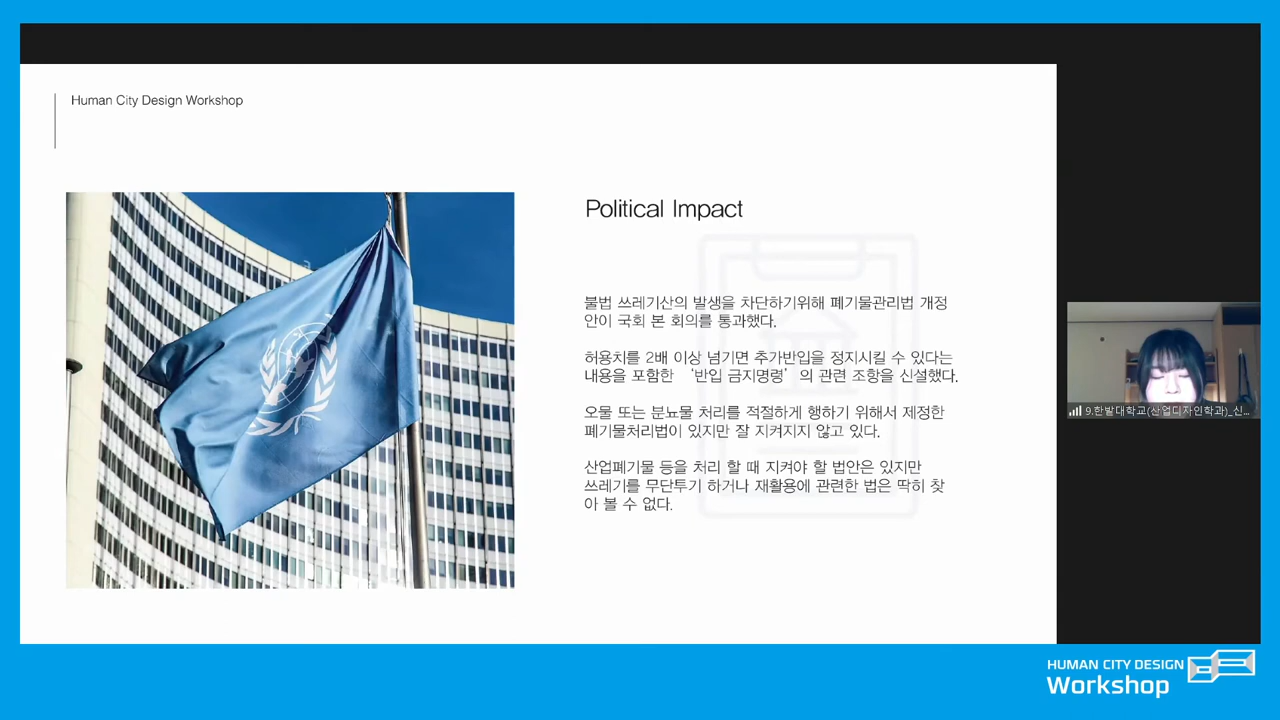 Human City Design Workshop
Political Impact
불법 쓰레기산의 발생을 차단하기위해 폐기물관리법 개정
안이 국회 본 회의를 통과했다.
허용치를 2배 이상 넘기면 추가반입을 정지시킬 수 있다는
내용을 포함한 ‘반입 금지명령’의 관련 조항을 신설했다.
오물 또는 분뇨물 처리를 적절하게 행하기 위해서 제정한
폐기물처리법이 있지만 잘 지켜지지 않고 있다.
산업폐기물 등을 처리 할 때 지켜야 할 법안은 있지만
쓰레기를 무단투기 하거나 재활용에 관련한 법은 딱히 찾
아 볼 수 없다.
9.한밭대학교(산업디자인학과)_신...
HUMAN CITY DESIGN
Workshop